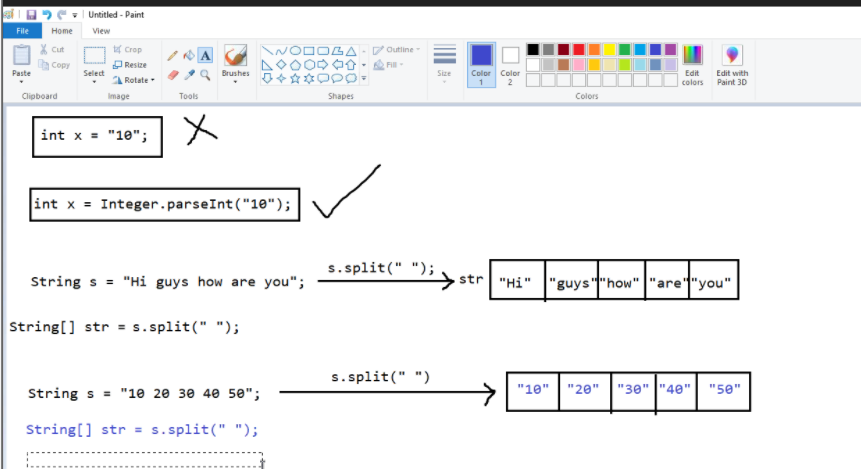 Untitled - Paint
File Home View
Paste
Cut
Copy
Clipboard
Select
Crop
Resize
Rotate
Image
A
Tools
Brushes
Outline
Fill
Shapes
Size
Color 1
Color 2
Edit colors
Colors
Edit with Paint 3D
int x = "10";
int x = Integer.parseInt("10");
String s = "Hi guys how are you";
s.split(" ");
str "Hi" "guys" "how" "are" "you"
String[] str = s.split(" ");
String s = "10 20 30 40 50";
s.split(" ")
"10" "20" "30" "40" "50"
String[] str = s.split(" ");